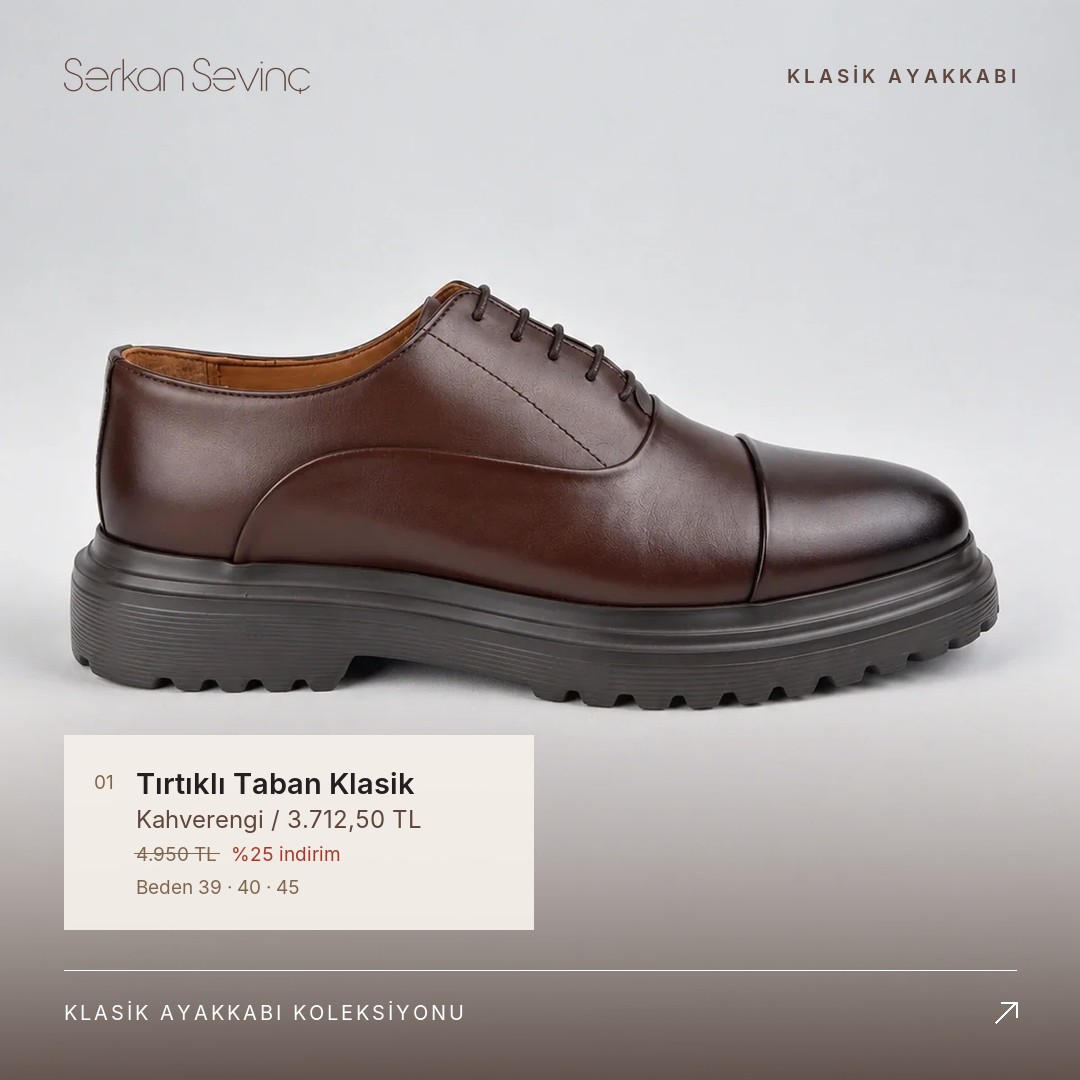 Serkan Sevinç
KLASİK AYAKKABI
01
Tırtıklı Taban Klasik
Kahverengi / 3.712,50 TL
4.950 TL %25 indirim
Beden 39 · 40 · 45
KLASİK AYAKKABI KOLEKSİYONU